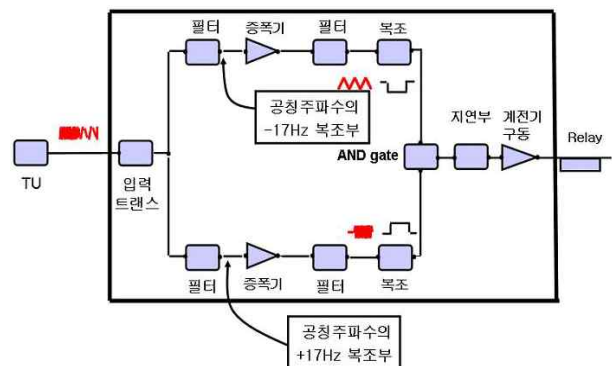 필터
증폭기
필터
복조
공칭주파수의
-17Hz 복조부
지연부
계전기
구동
Relay
AND gate
TU
입력
트랜스
필터
증폭기
필터
복조
공칭주파수의
+17Hz 복조부